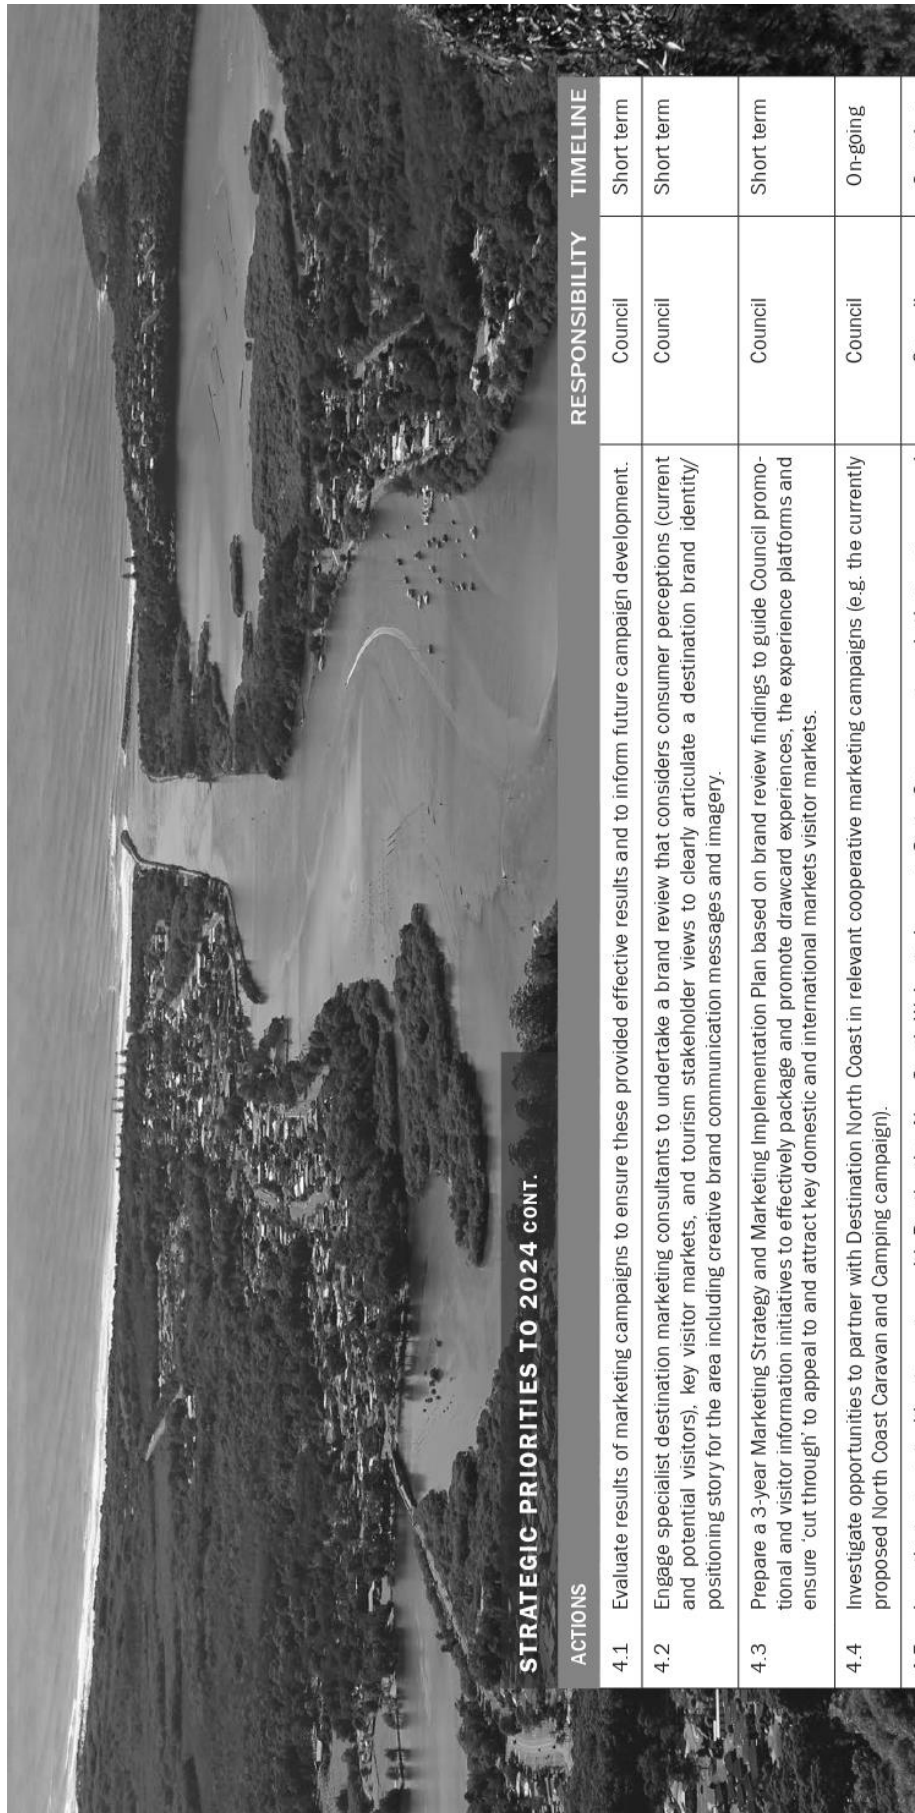 STRATEGIC PRIORITIES TO 2024 CONT.
ACTIONS RESPONSIBILITY TIMELINE
4.1 Evaluate results of marketing campaigns to ensure these provided effective results and to inform future campaign development. Council Short term
4.2 Engage specialist destination marketing consultants to undertake a brand review that considers consumer perceptions (current Council Short term
and potential visitors), key visitor markets, and tourism stakeholder views to clearly articulate a destination brand identity/
positioning story for the area including creative brand communication messages and imagery.
4.3 Prepare a 3-year Marketing Strategy and Marketing Implementation Plan based on brand review findings to guide Council promo- Council Short term
tional and visitor information initiatives to effectively package and promote drawcard experiences, the experience platforms and
ensure ‘cut through’ to appeal to and attract key domestic and international markets visitor markets.
4.4 Investigate opportunities to partner with Destination North Coast in relevant cooperative marketing campaigns (e.g. the currently Council On-going
proposed North Coast Caravan and Camping campaign).